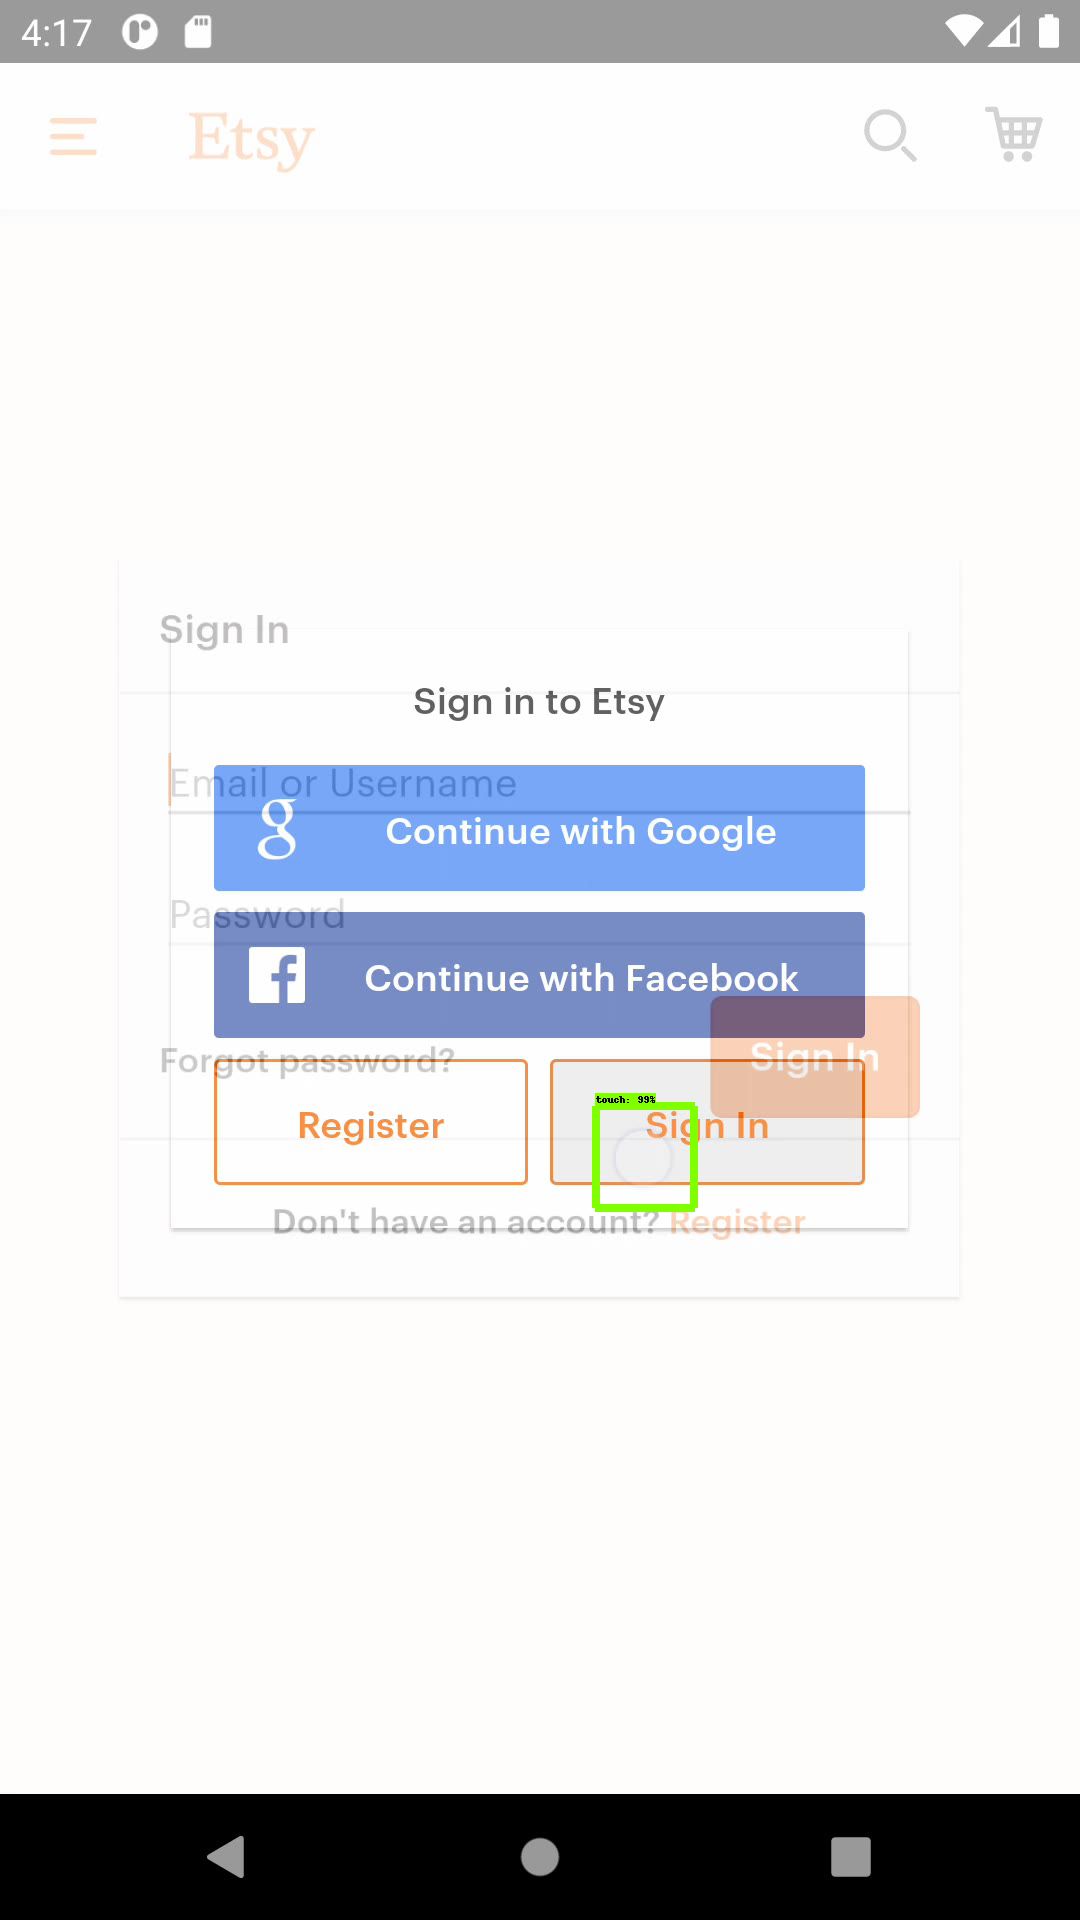 4:17
Etsy
Sign In
Sign in to Etsy
Email or Username
Continue with Google
Password
Continue with Facebook
Forgot password?
Sign In
touch: 99%
Register
Sign In
Don't have an account? Register